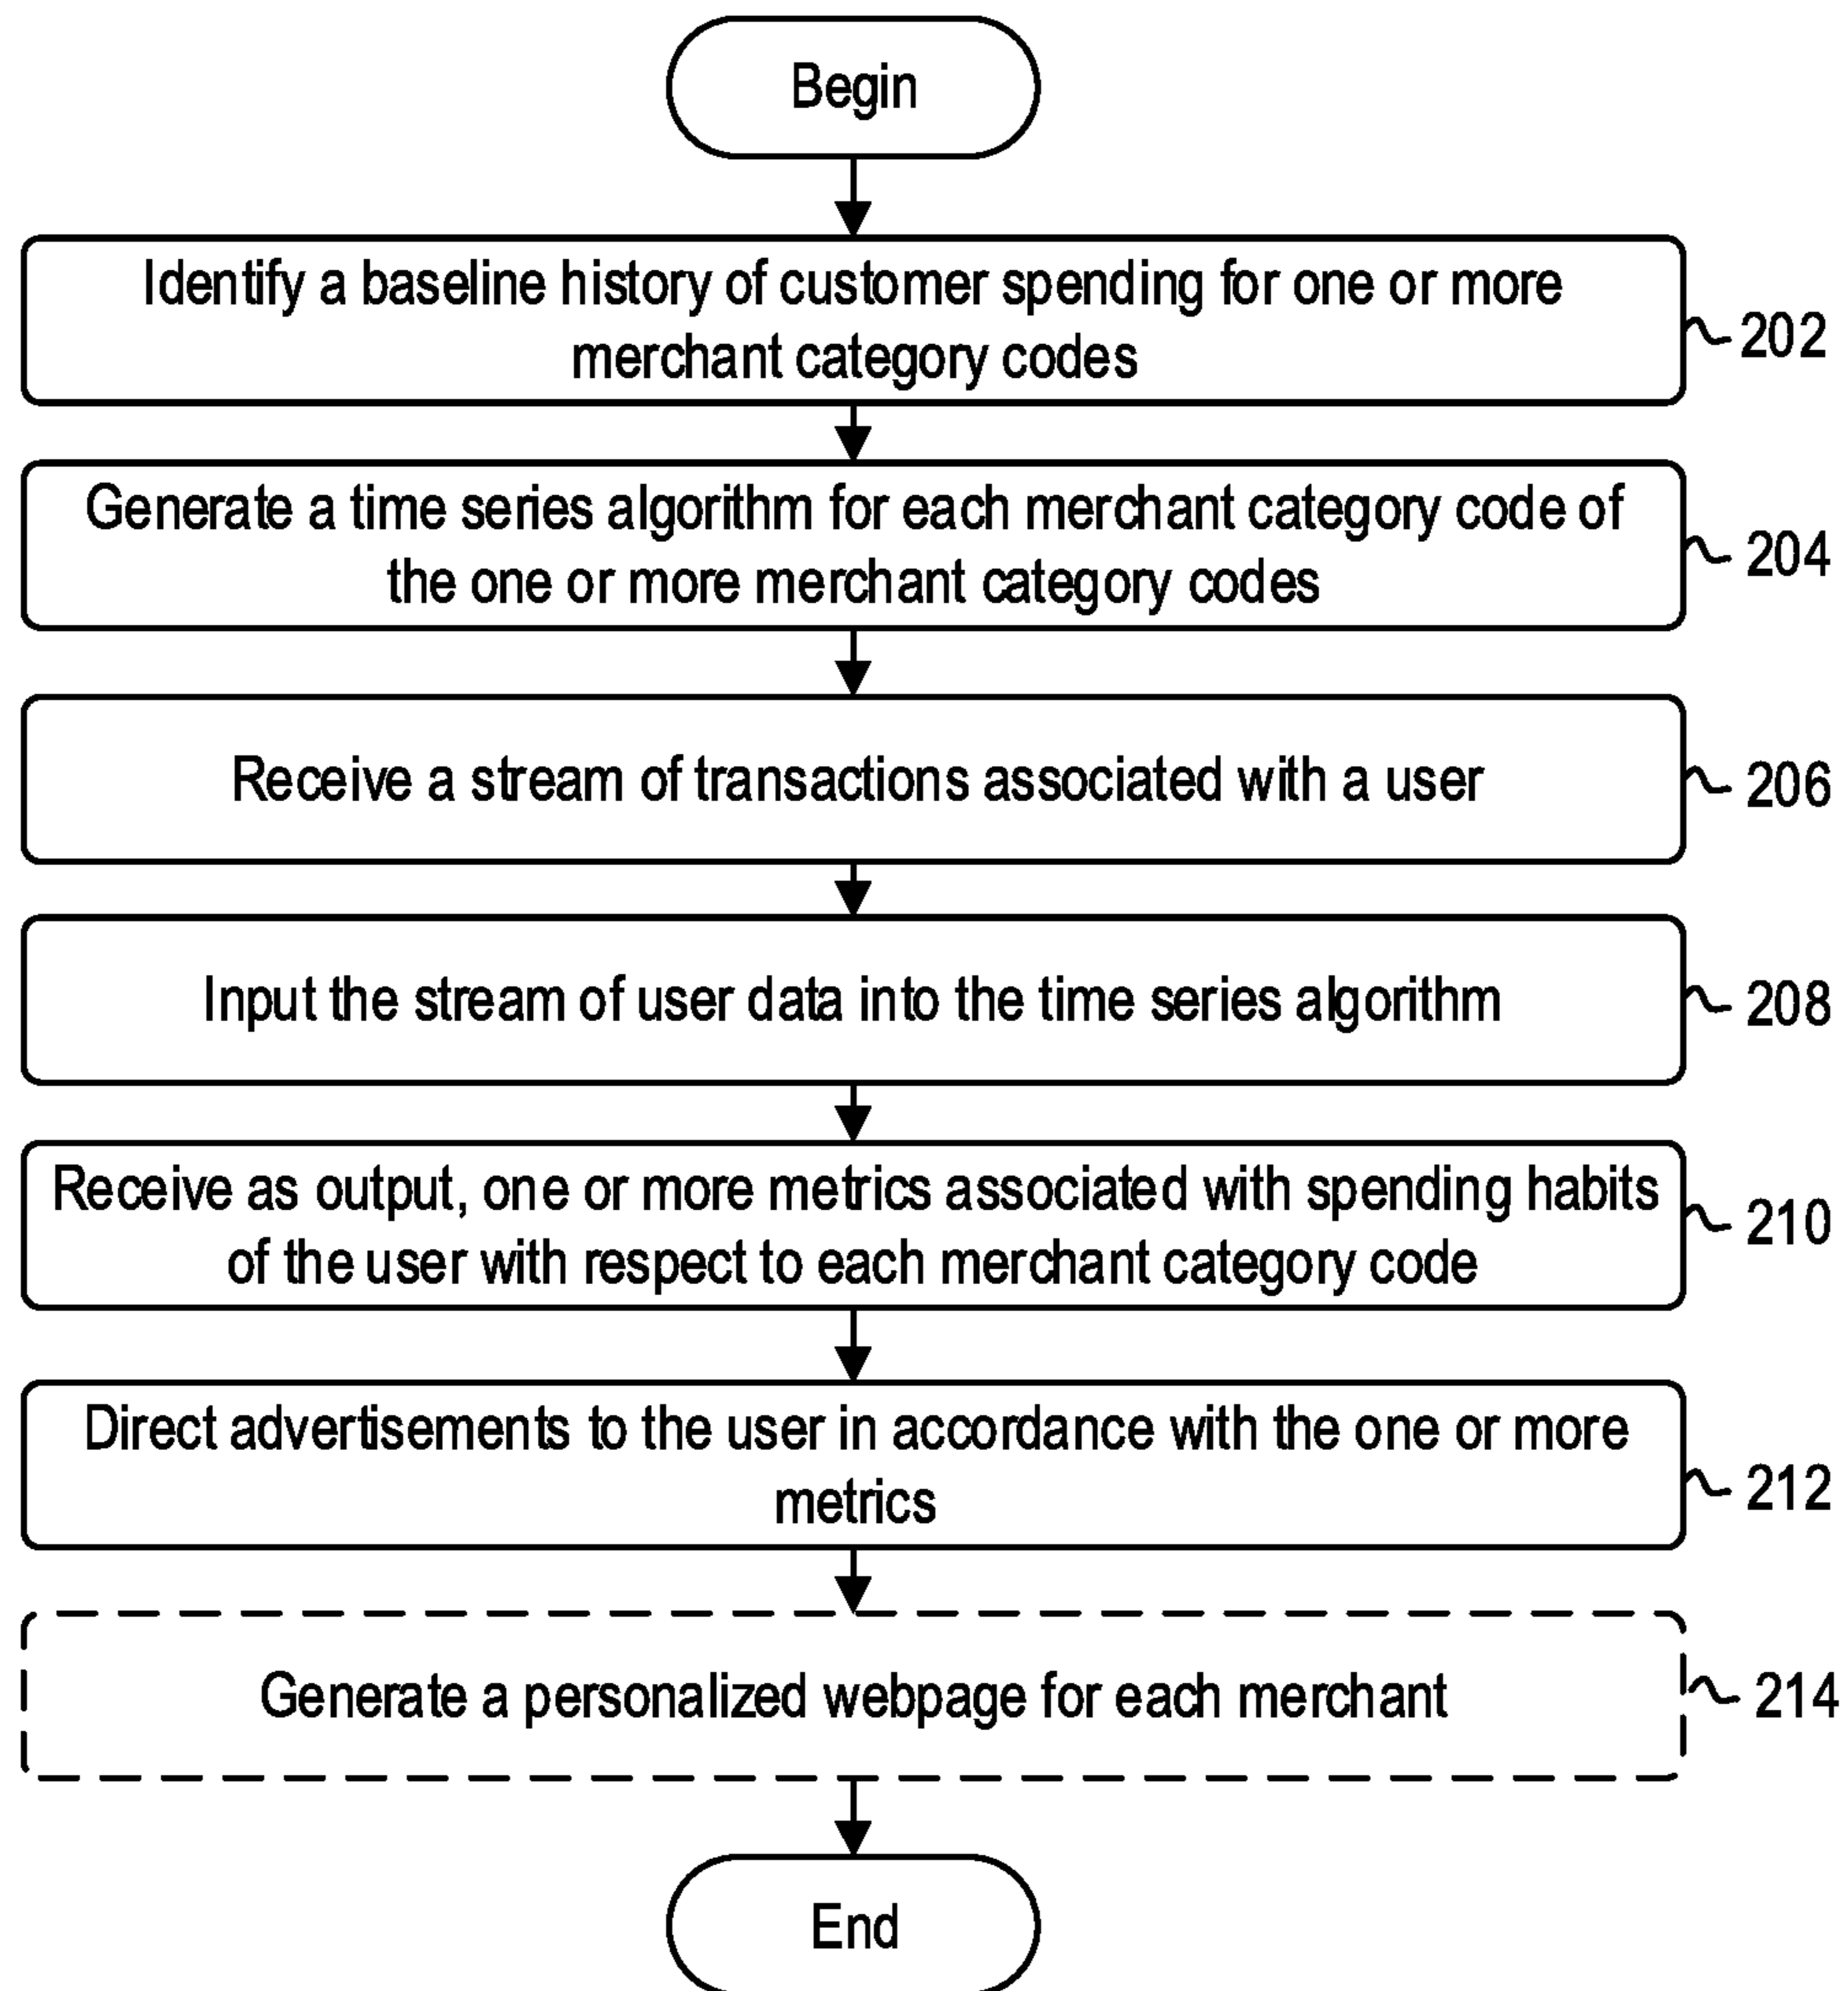 Begin
Identify a baseline history of customer spending for one or more
merchant category codes
202
Generate a time series algorithm for each merchant category code of
the one or more merchant category codes
204
Receive a stream of transactions associated with a user
206
Input the stream of user data into the time series algorithm
208
Receive as output, one or more metrics associated with spending habits
of the user with respect to each merchant category code
210
Direct advertisements to the user in accordance with the one or more
metrics
212
Generate a personalized webpage for each merchant
214
End